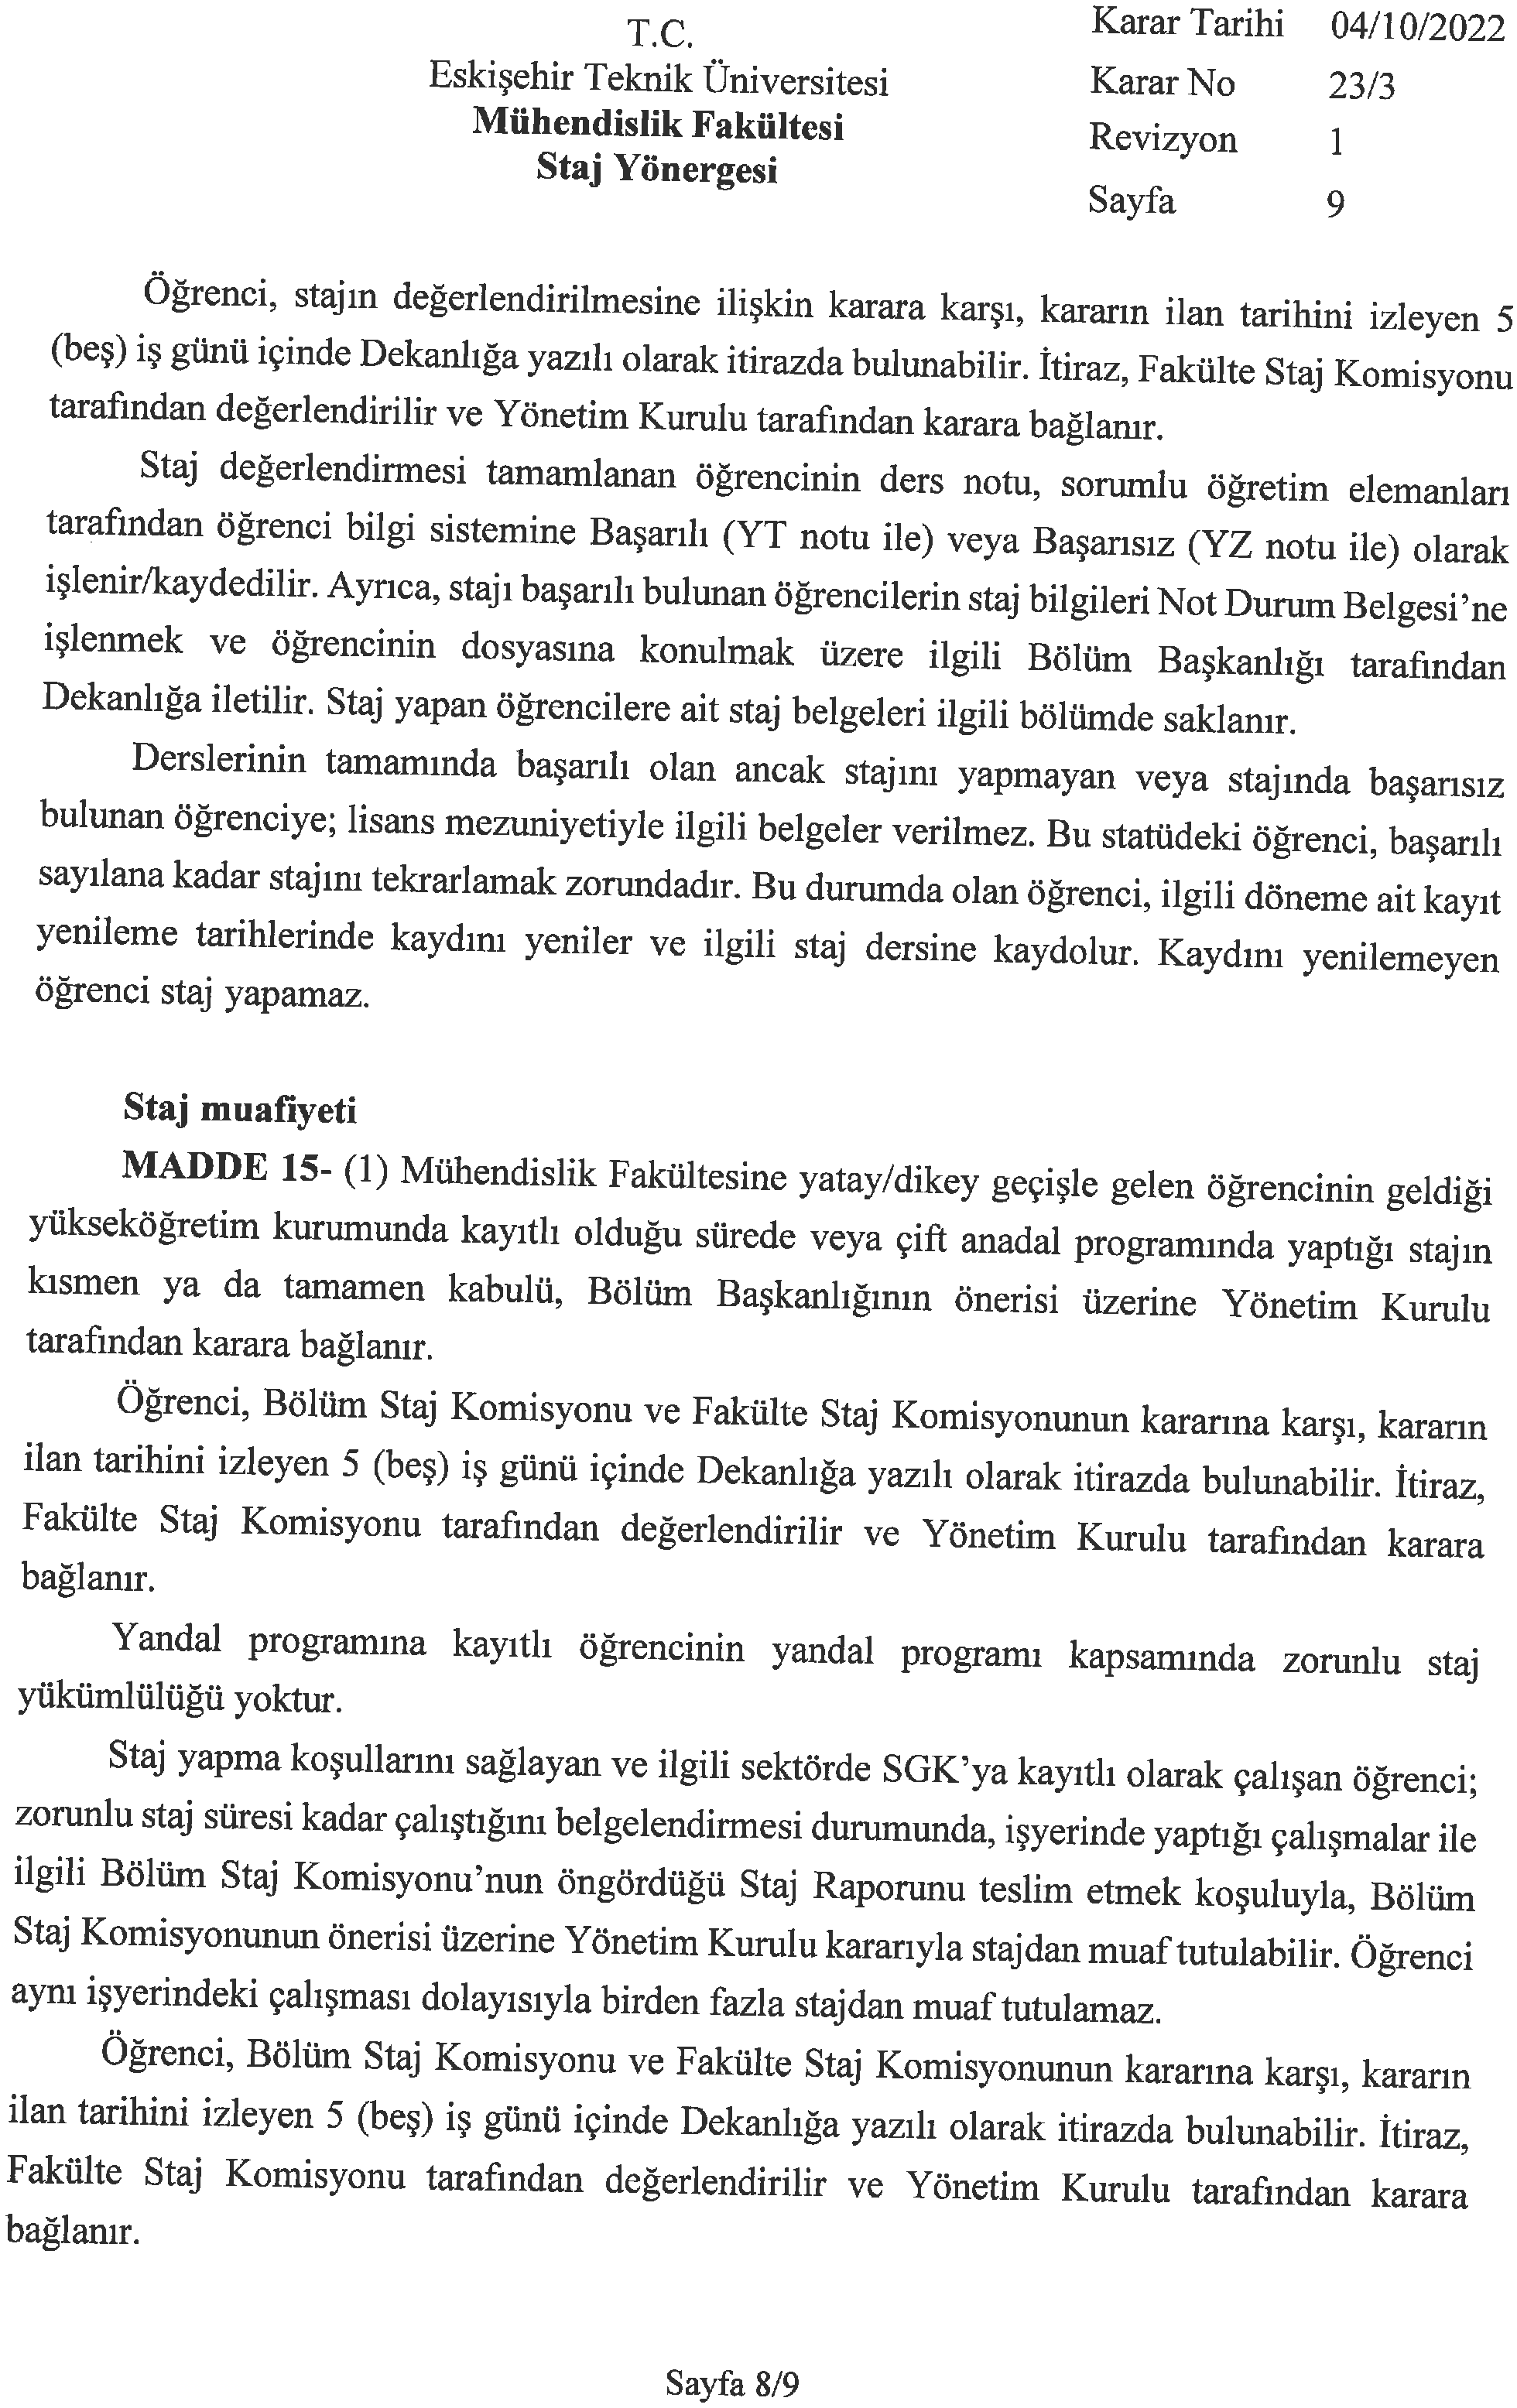 T.C.
Eskişehir Teknik Üniversitesi
Mühendislik Fakültesi
Staj Yönergesi
Karar Tarihi 04/10/2022
Karar No 23/3
Revizyon 1
Sayfa 9
Öğrenci, stajın değerlendirilmesine ilişkin karara karşı, kararın ilan tarihini izleyen 5
(beş) iş günü içinde Dekanlığa yazılı olarak itirazda bulunabilir. İtiraz, Fakülte Staj Komisyonu
tarafından değerlendirilir ve Yönetim Kurulu tarafından karara bağlanır.
Staj değerlendirmesi tamamlanan öğrencinin ders notu, sorumlu öğretim elemanları
tarafından öğrenci bilgi sistemine Başarılı (YT notu ile) veya Başarısız (YZ notu ile) olarak
işlenir/kaydedilir. Ayrıca, stajı başarılı bulunan öğrencilerin staj bilgileri Not Durum Belgesi’ne
işlenmek ve öğrencinin dosyasına konulmak üzere ilgili Bölüm Başkanlığı tarafından
Dekanlığa iletilir. Staj yapan öğrencilere ait staj belgeleri ilgili bölümde saklanır.
Derslerinin tamamında başarılı olan ancak stajını yapmayan veya stajında başarısız
bulunan öğrenciye; lisans mezuniyetiyle ilgili belgeler verilmez. Bu statüdeki öğrenci, başarılı
sayılana kadar stajını tekrarlamak zorundadır. Bu durumda olan öğrenci, ilgili döneme ait kayıt
yenileme tarihlerinde kaydını yeniler ve ilgili staj dersine kaydolur. Kaydını yenilemeyen
öğrenci staj yapamaz.
Staj muafiyeti
MADDE 15- (1) Mühendislik Fakültesine yatay/dikey geçişle gelen öğrencinin geldiği
yükseköğretim kurumunda kayıtlı olduğu sürede veya çift anadal programında yaptığı stajın
kısmen ya da tamamen kabulü, Bölüm Başkanlığının önerisi üzerine Yönetim Kurulu
tarafından karara bağlanır.
Öğrenci, Bölüm Staj Komisyonu ve Fakülte Staj Komisyonunun kararına karşı, kararın
ilan tarihini izleyen 5 (beş) iş günü içinde Dekanlığa yazılı olarak itirazda bulunabilir. İtiraz,
Fakülte Staj Komisyonu tarafından değerlendirilir ve Yönetim Kurulu tarafından karara
bağlanır.
Yandal programına kayıtlı öğrencinin yandal programı kapsamında zorunlu staj
yükümlülüğü yoktur.
Staj yapma koşullarını sağlayan ve ilgili sektörde SGK’ya kayıtlı olarak çalışan öğrenci;
zorunlu staj süresi kadar çalıştığını belgelendirmesi durumunda, işyerinde yaptığı çalışmalar ile
ilgili Bölüm Staj Komisyonu’nun öngördüğü Staj Raporunu teslim etmek koşuluyla, Bölüm
Staj Komisyonunun önerisi üzerine Yönetim Kurulu kararıyla stajdan muaf tutulabilir. Öğrenci
aynı işyerindeki çalışması dolayısıyla birden fazla stajdan muaf tutulamaz.
Öğrenci, Bölüm Staj Komisyonu ve Fakülte Staj Komisyonunun kararına karşı, kararın
ilan tarihini izleyen 5 (beş) iş günü içinde Dekanlığa yazılı olarak itirazda bulunabilir. İtiraz,
Fakülte Staj Komisyonu tarafından değerlendirilir ve Yönetim Kurulu tarafından karara
bağlanır.
Sayfa 8/9